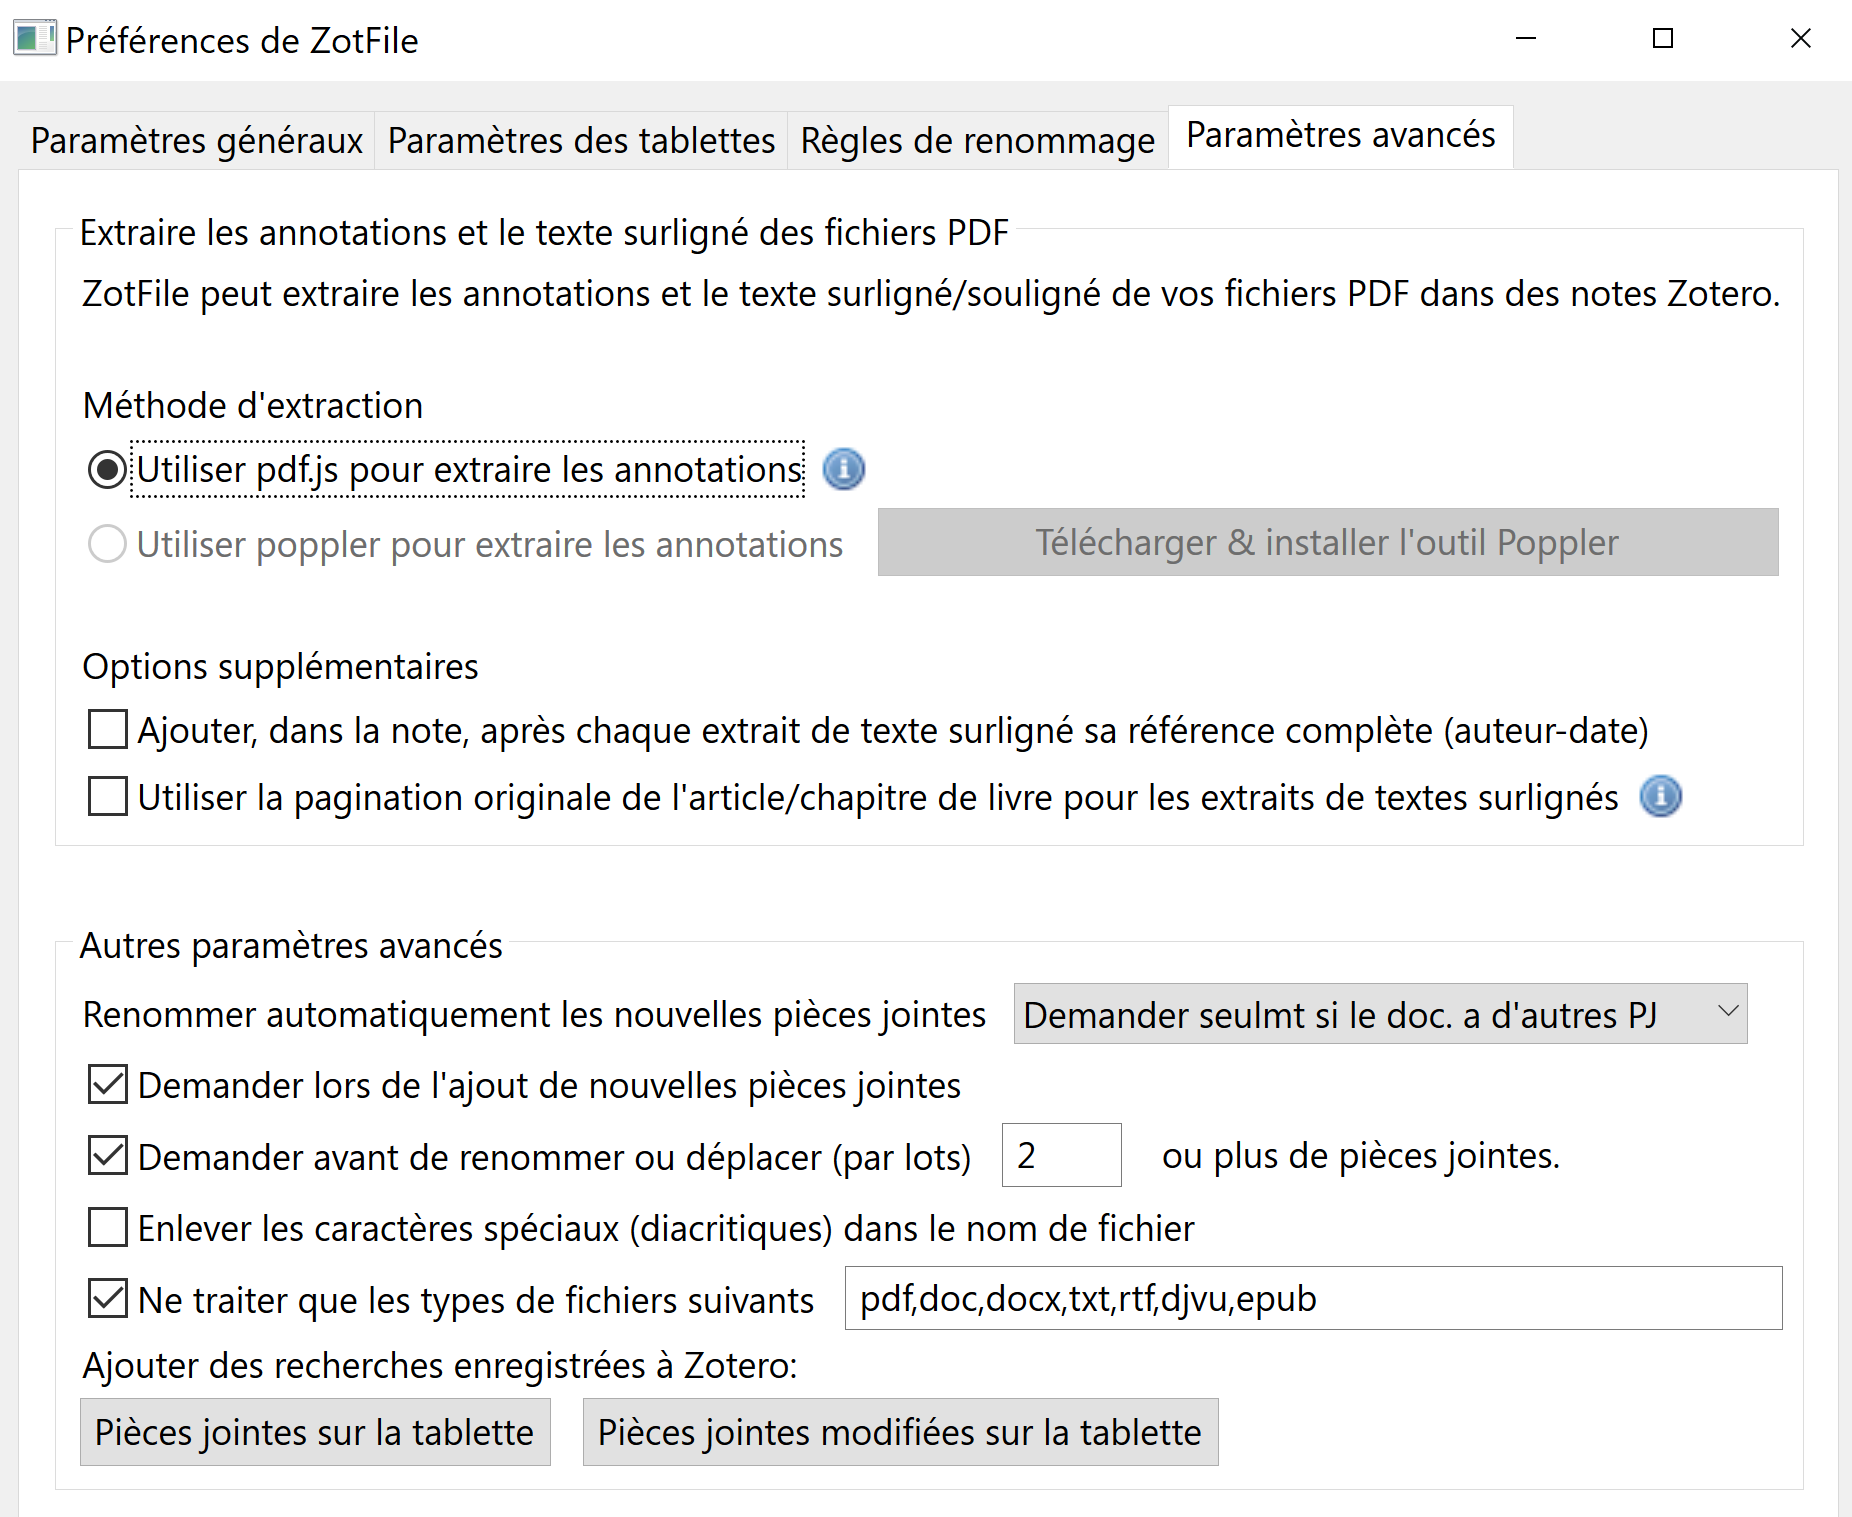 Préférences de ZotFile
Paramètres généraux
Paramètres des tablettes
Règles de renommage
Paramètres avancés
Extraire les annotations et le texte surligné des fichiers PDF
ZotFile peut extraire les annotations et le texte surligné/souligné de vos fichiers PDF dans des notes Zotero.
Méthode d'extraction
Utiliser pdf.js pour extraire les annotations
Utiliser poppler pour extraire les annotations
Télécharger & installer l'outil Poppler
Options supplémentaires
Ajouter, dans la note, après chaque extrait de texte surligné sa référence complète (auteur-date)
Utiliser la pagination originale de l'article/chapitre de livre pour les extraits de textes surlignés
Autres paramètres avancés
Renommer automatiquement les nouvelles pièces jointes
Demander seulmt si le doc. a d'autres PJ
Demander lors de l'ajout de nouvelles pièces jointes
Demander avant de renommer ou déplacer (par lots)
2
ou plus de pièces jointes.
Enlever les caractères spéciaux (diacritiques) dans le nom de fichier
Ne traiter que les types de fichiers suivants
pdf,doc,docx,txt,rtf,djvu,epub
Ajouter des recherches enregistrées à Zotero:
Pièces jointes sur la tablette
Pièces jointes modifiées sur la tablette